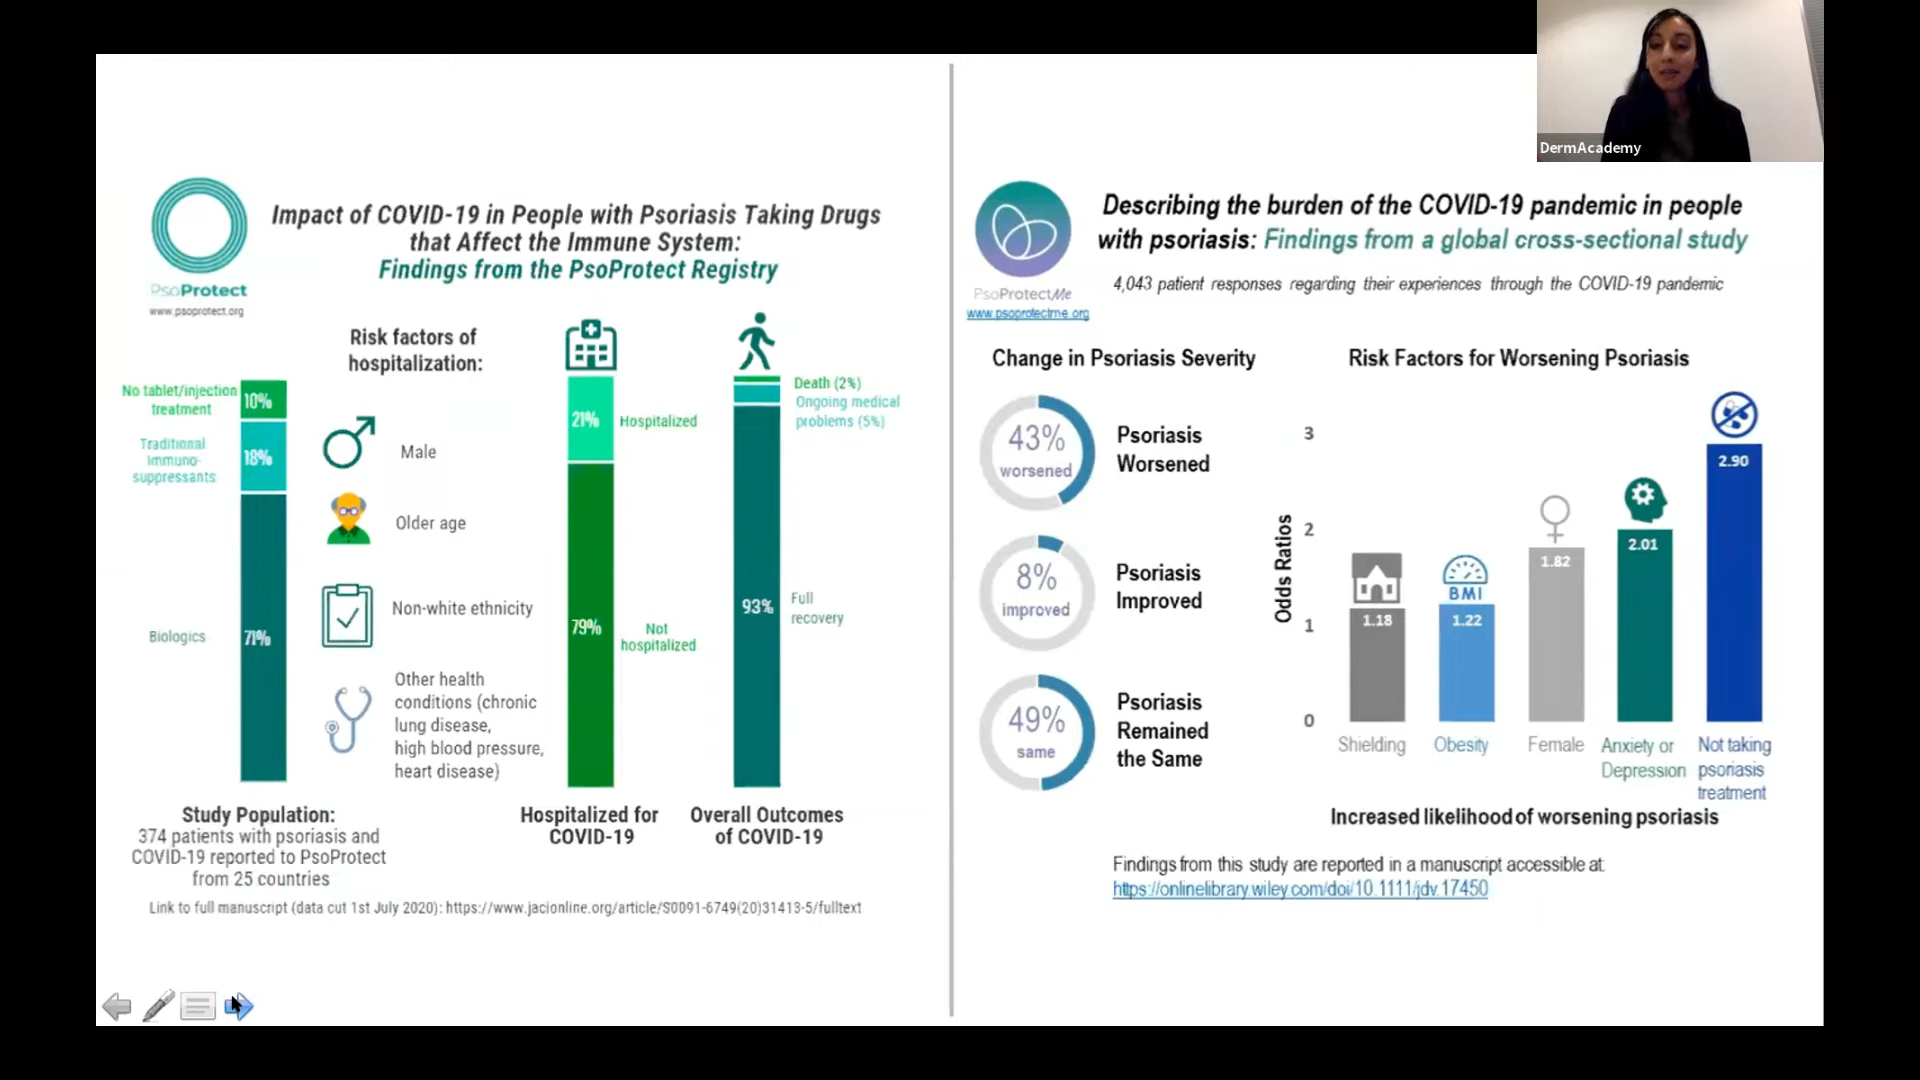 DermAcademy
PsoProtect
www.psoprotect.org
Impact of COVID-19 in People with Psoriasis Taking Drugs
that Affect the Immune System:
Findings from the PsoProtect Registry
No tablet/injection
treatment
10%
Traditional
Immuno-
suppressants
18%
Biologics
71%
Study Population:
374 patients with psoriasis and
COVID-19 reported to PsoProtect
from 25 countries
Risk factors of
hospitalization:
Male
Older age
Non-white ethnicity
Other health
conditions (chronic
lung disease,
high blood pressure,
heart disease)
21%
Hospitalized
79%
Not
hospitalized
Hospitalized for
COVID-19
Death (2%)
Ongoing medical
problems (5%)
93%
Full
recovery
Overall Outcomes
of COVID-19
Link to full manuscript (data cut 1st July 2020): https://www.jacionline.org/article/S0091-6749(20)31413-5/fulltext
PsoProtectMe
www.psoprotectme.org
Describing the burden of the COVID-19 pandemic in people
with psoriasis: Findings from a global cross-sectional study
4,043 patient responses regarding their experiences through the COVID-19 pandemic
Change in Psoriasis Severity
43%
worsened
Psoriasis
Worsened
8%
improved
Psoriasis
Improved
49%
same
Psoriasis
Remained
the Same
Risk Factors for Worsening Psoriasis
Odds Ratios
3
2
1
0
1.18
BMI
1.22
1.82
2.01
2.90
Shielding
Obesity
Female
Anxiety or
Depression
Not taking
psoriasis
treatment
Increased likelihood of worsening psoriasis
Findings from this study are reported in a manuscript accessible at:
https://onlinelibrary.wiley.com/doi/10.1111/jdv.17450